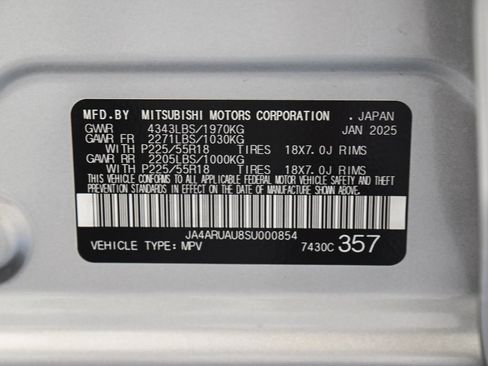 MFD.BY MITSUBISHI MOTORS CORPORATION . JAPAN
GVWR 4343LBS/1970KG JAN 2025
GAWR FR 2271LBS/1030KG
WITH P225/55R18 TIRES 18X7.0J RIMS
GAWR RR 2205LBS/1000KG
WITH P225/55R18 TIRES 18X7.0J RIMS
THIS VEHICLE CONFORMS TO ALL APPLICABLE FEDERAL MOTOR VEHICLE SAFETY AND THEFT
PREVENTION STANDARDS IN EFFECT ON THE DATE OF MANUFACTURE SHOWN ABOVE.
JA4ARUAU8SU000854
VEHICLE TYPE: MPV 7430C 357